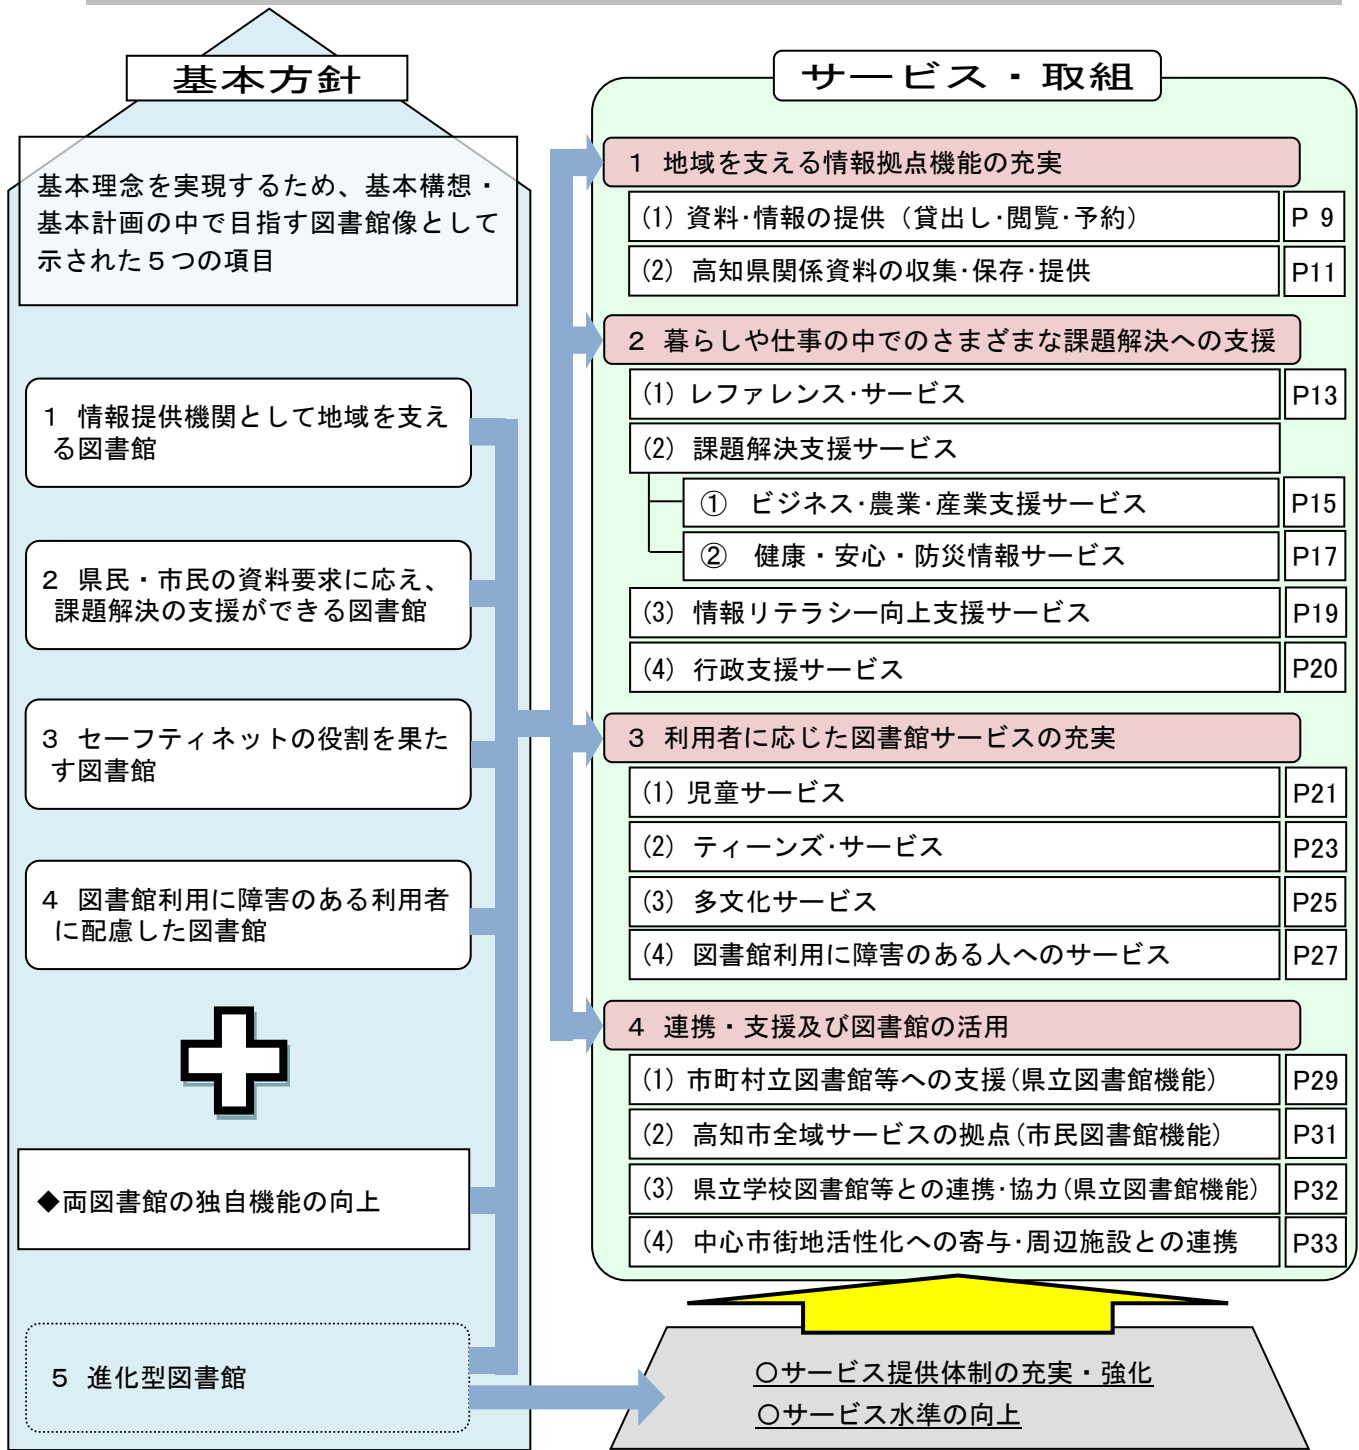 基本方針
基本理念を実現するため、基本構想・
基本計画の中で目指す図書館像として
示された５つの項目
１ 情報提供機関として地域を支え
る図書館
２ 県民・市民の資料要求に応え、
課題解決の支援ができる図書館
３ セーフティネットの役割を果た
す図書館
４ 図書館利用に障害のある利用者
に配慮した図書館
◆両図書館の独自機能の向上
５ 進化型図書館
サービス・取組
１ 地域を支える情報拠点機能の充実
(1) 資料･情報の提供（貸出し･閲覧･予約） P 9
(2) 高知県関係資料の収集･保存･提供 P11
２ 暮らしや仕事の中でのさまざまな課題解決への支援
(1) レファレンス･サービス P13
(2) 課題解決支援サービス
① ビジネス･農業･産業支援サービス P15
② 健康・安心・防災情報サービス P17
(3) 情報リテラシー向上支援サービス P19
(4) 行政支援サービス P20
３ 利用者に応じた図書館サービスの充実
(1) 児童サービス P21
(2) ティーンズ･サービス P23
(3) 多文化サービス P25
(4) 図書館利用に障害のある人へのサービス P27
４ 連携・支援及び図書館の活用
(1) 市町村立図書館等への支援(県立図書館機能) P29
(2) 高知市全域サービスの拠点(市民図書館機能) P31
(3) 県立学校図書館等との連携･協力(県立図書館機能) P32
(4) 中心市街地活性化への寄与･周辺施設との連携 P33
○サービス提供体制の充実・強化
○サービス水準の向上